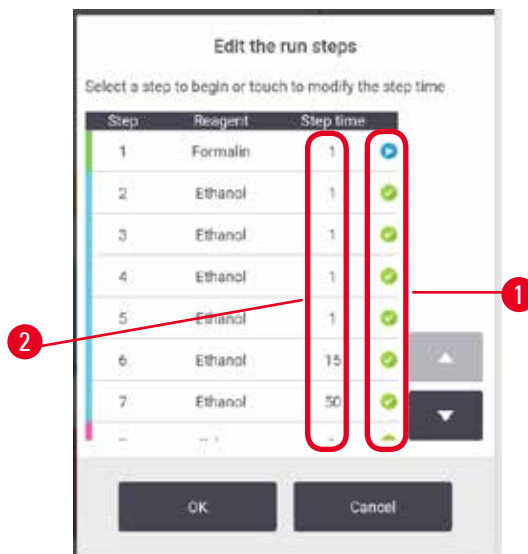 Edit the run steps
Select a step to begin or touch to modify the step time
Step Reagent Step time
1 Formalin 1
2 Ethanol 1
3 Ethanol 1
4 Ethanol 1
5 Ethanol 1
6 Ethanol 15
7 Ethanol 50
1
2
OK Cancel